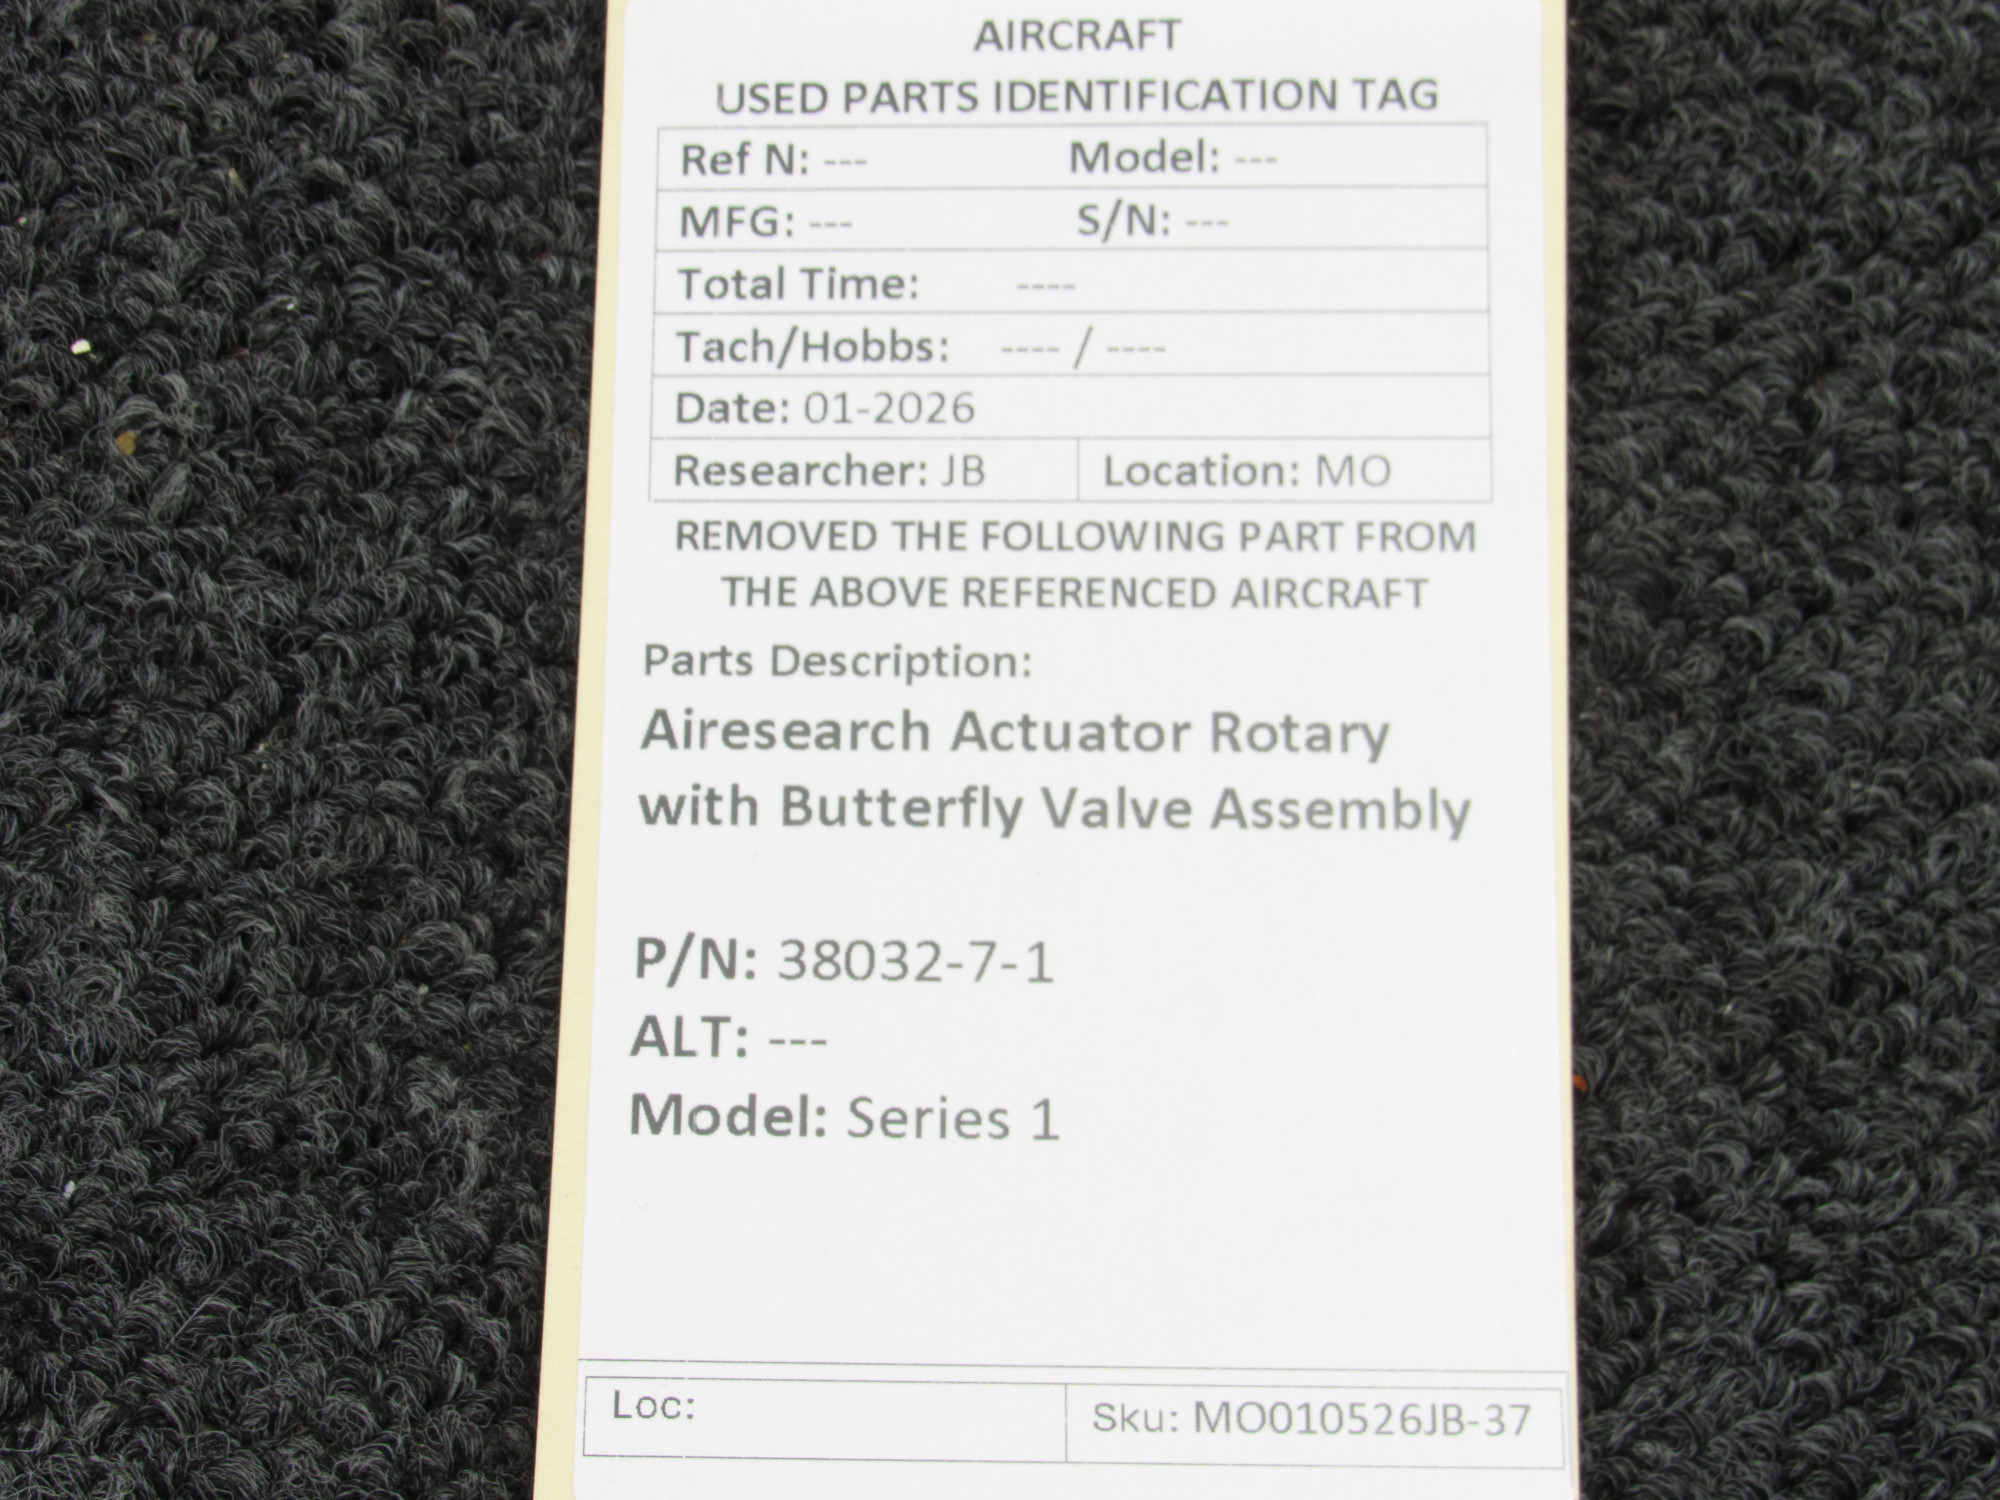 AIRCRAFT
USED PARTS IDENTIFICATION TAG
Ref N: --- Model: ---
MFG: --- S/N: ---
Total Time: ----
Tach/Hobbs: ---- / ----
Date: 01-2026
Researcher: JB Location: MO
REMOVED THE FOLLOWING PART FROM
THE ABOVE REFERENCED AIRCRAFT
Parts Description:
Airesearch Actuator Rotary
with Butterfly Valve Assembly
P/N: 38032-7-1
ALT: ---
Model: Series 1
Loc: Sku: MO010526JB-37